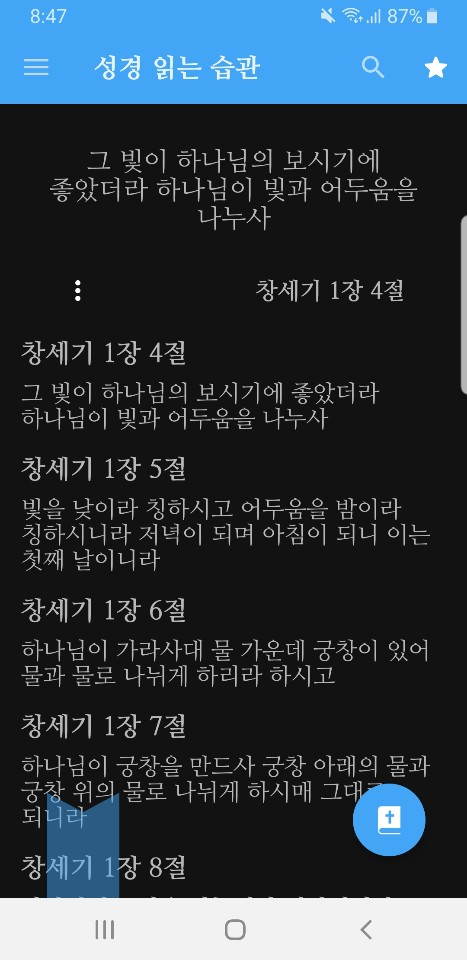 8:47
87%
성경 읽는 습관
그 빛이 하나님의 보시기에
좋았더라 하나님이 빛과 어두움을
나누사
창세기 1장 4절
창세기 1장 4절
그 빛이 하나님의 보시기에 좋았더라
하나님이 빛과 어두움을 나누사
창세기 1장 5절
빛을 낮이라 칭하시고 어두움을 밤이라
칭하시니라 저녁이 되며 아침이 되니 이는
첫째 날이니라
창세기 1장 6절
하나님이 가라사대 물 가운데 궁창이 있어
물과 물로 나뉘게 하리라 하시고
창세기 1장 7절
하나님이 궁창을 만드사 궁창 아래의 물과
궁창 위의 물로 나뉘게 하시매 그대로
되니라
창세기 1장 8절